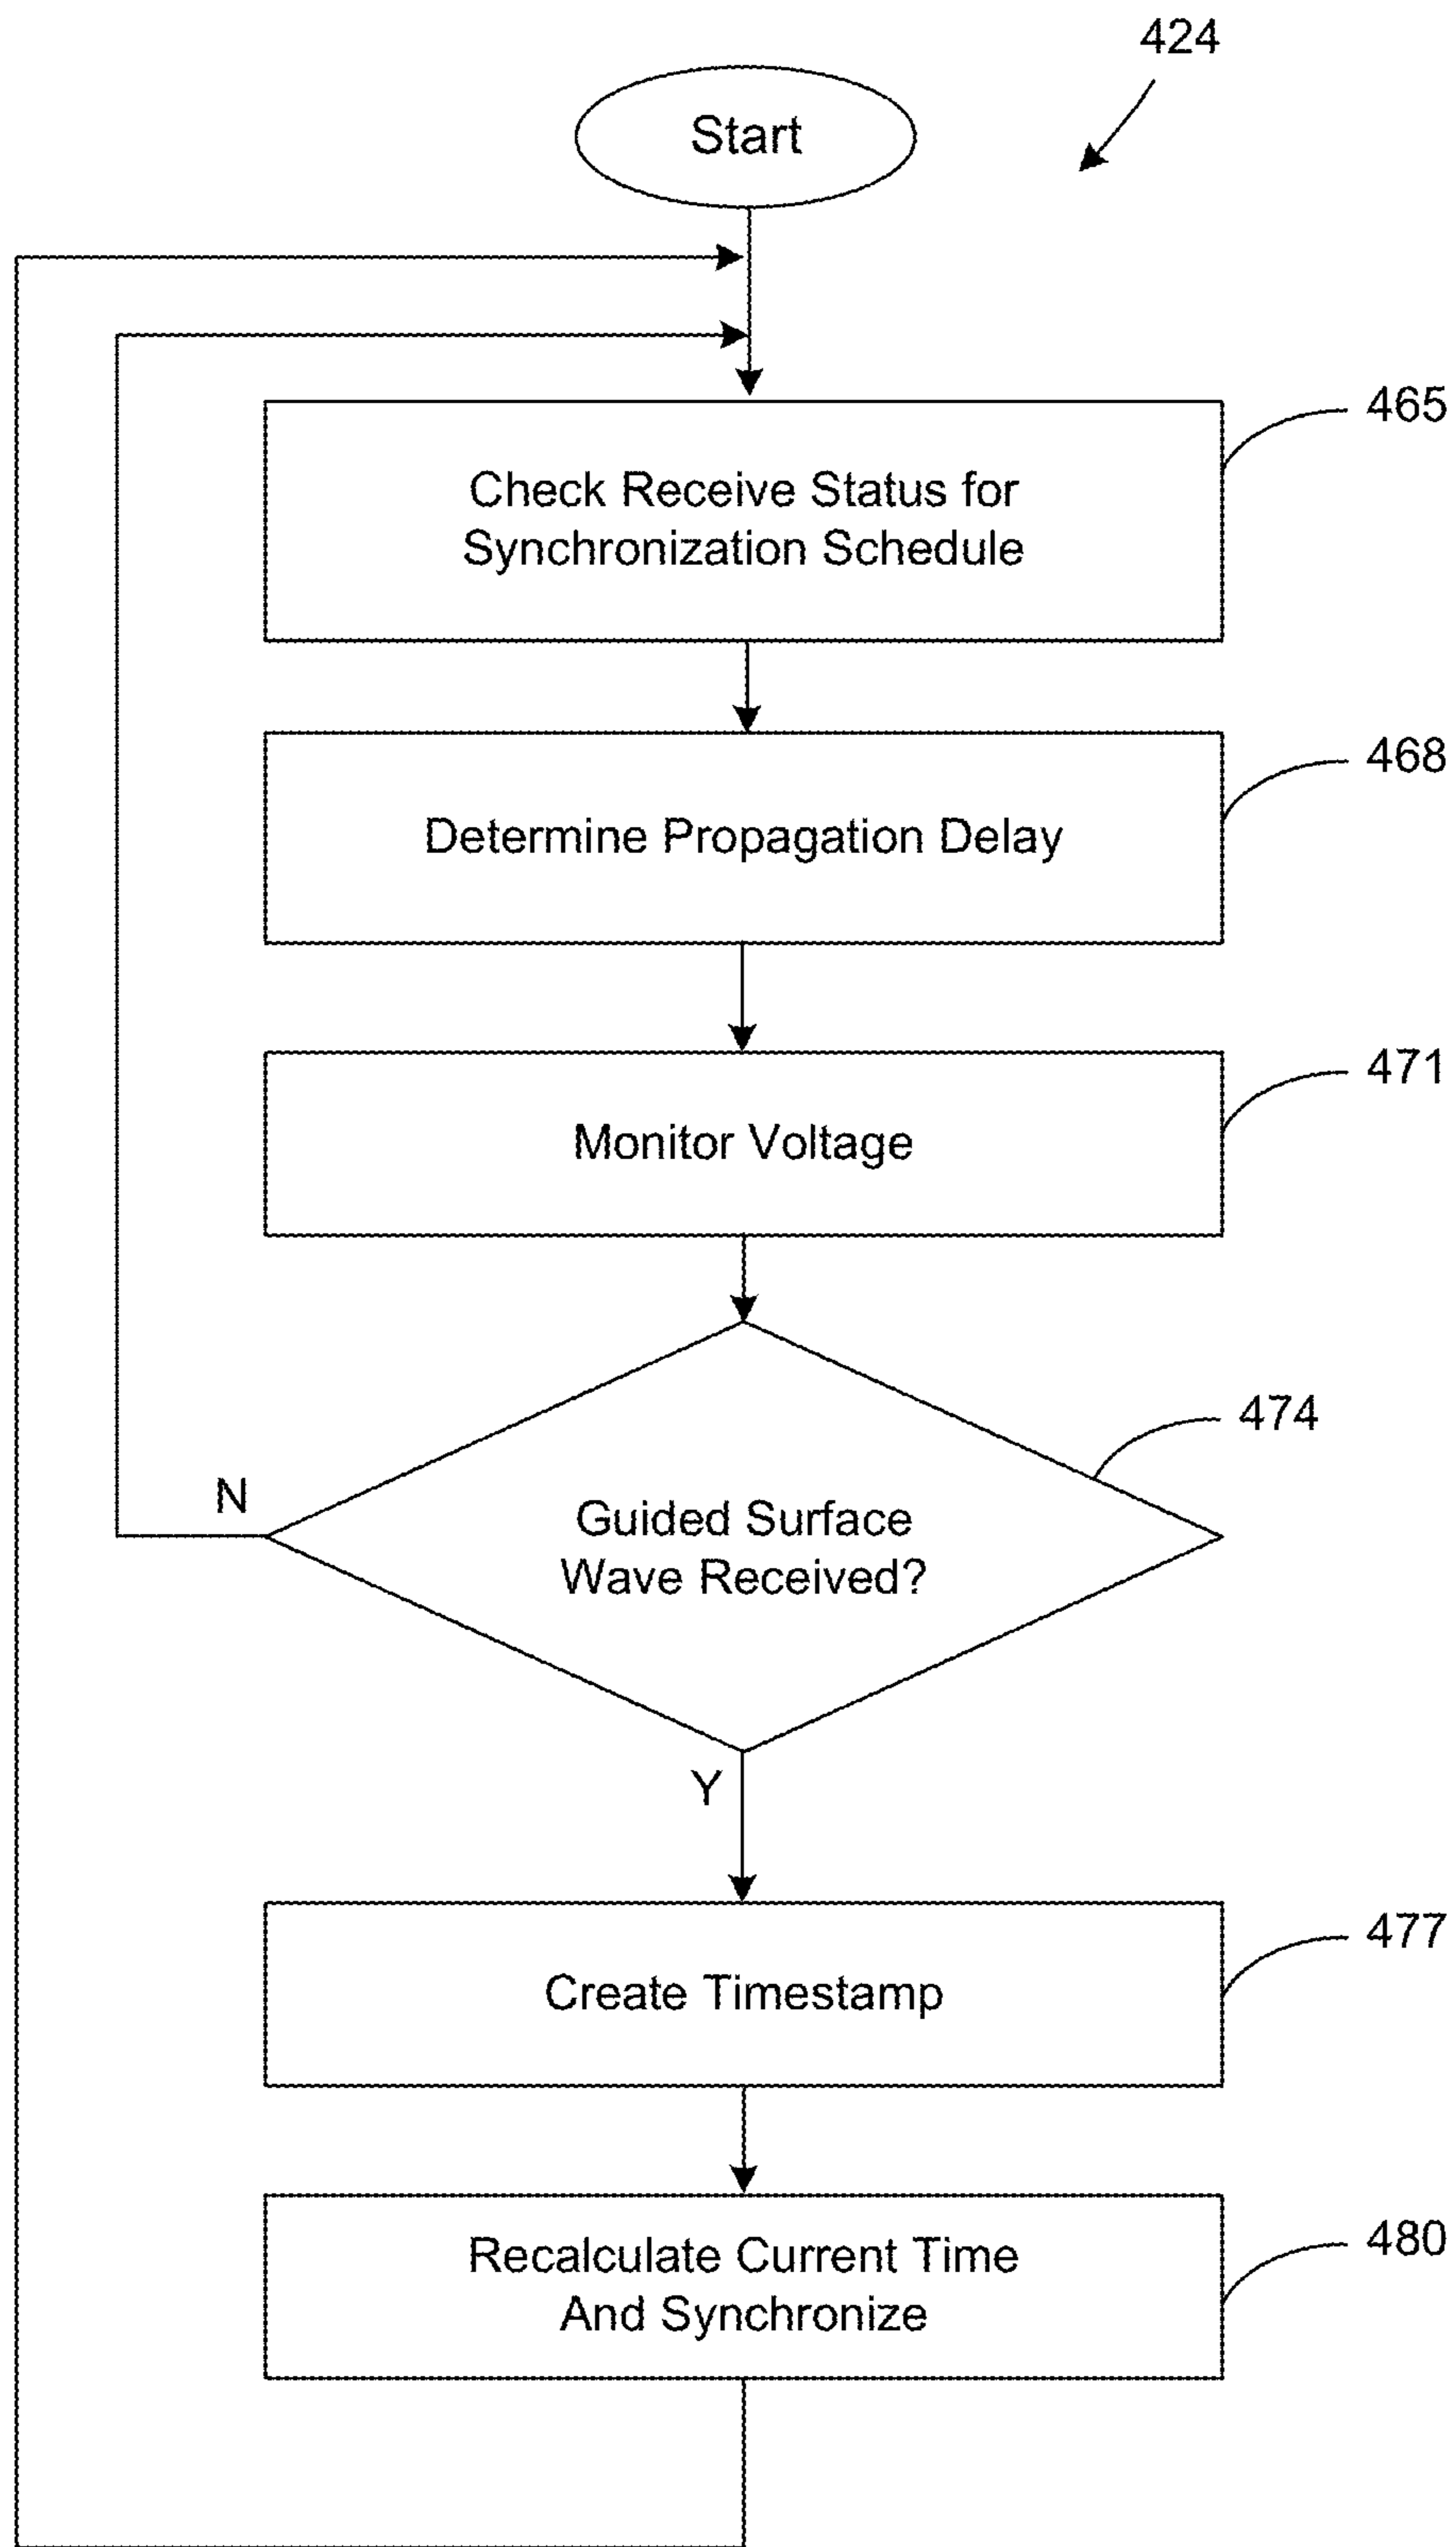 424
Start
465
Check Receive Status for
Synchronization Schedule
468
Determine Propagation Delay
471
Monitor Voltage
474
N
Guided Surface
Wave Received?
Y
477
Create Timestamp
480
Recalculate Current Time
And Synchronize